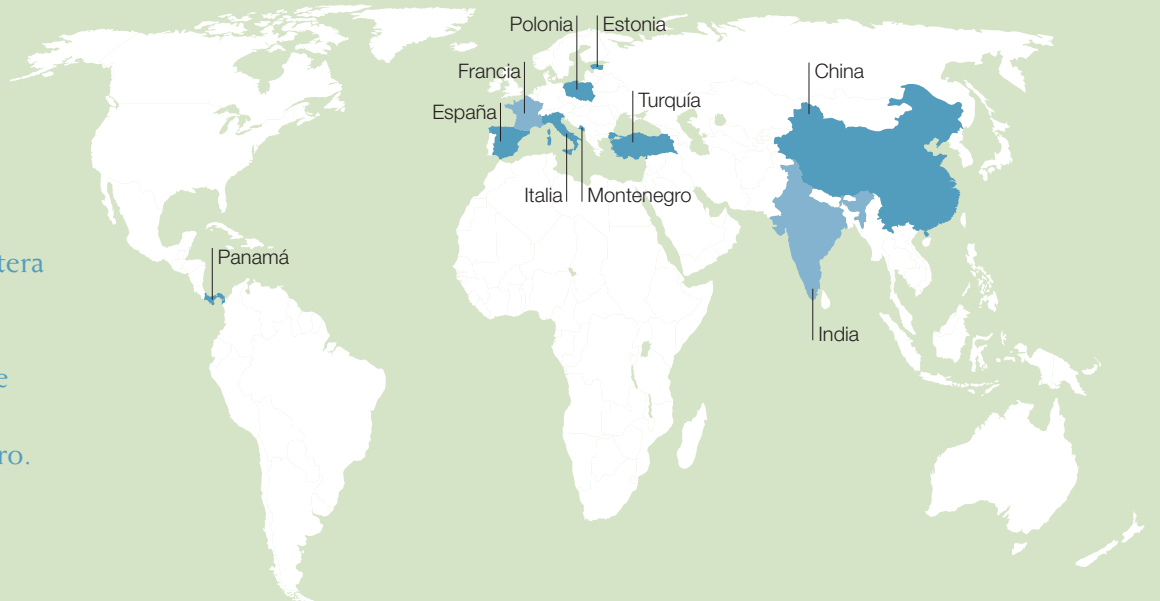 Polonia
Estonia
Francia
China
España
Turquía
Italia
Montenegro
tera
Panamá
India
e
ro.